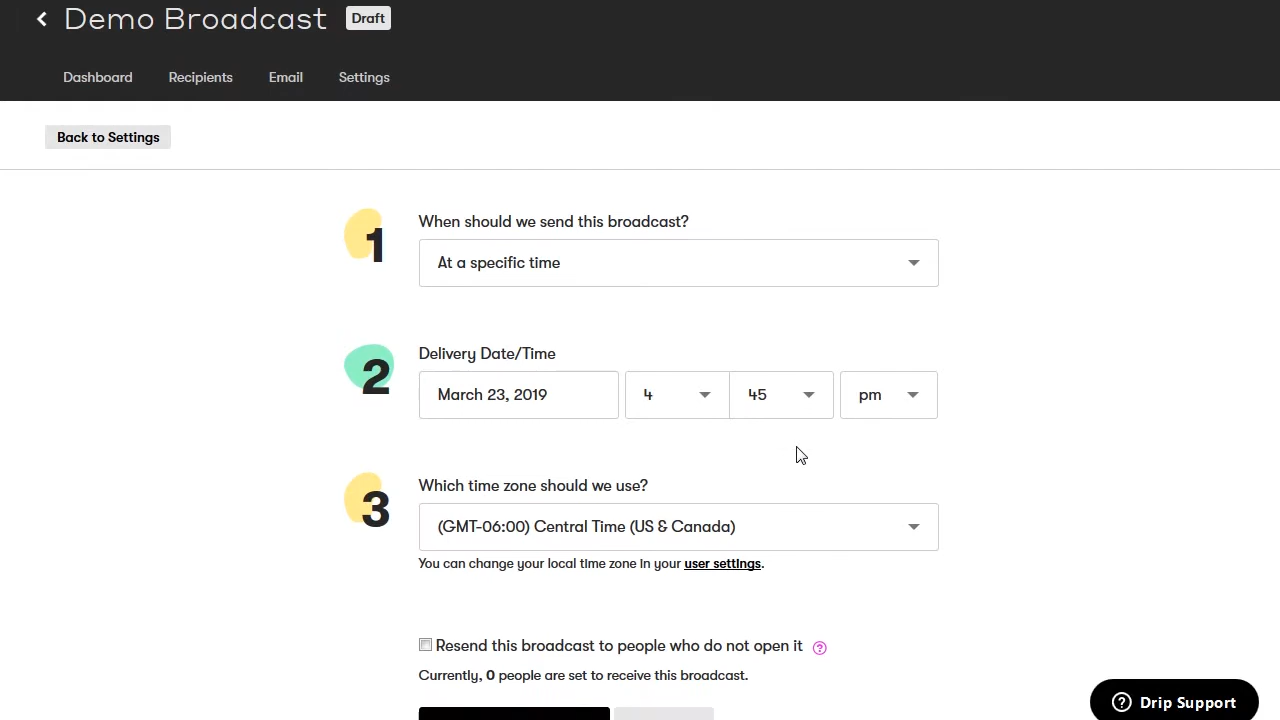 Demo Broadcast Draft
Dashboard Recipients Email Settings
Back to Settings
1 When should we send this broadcast?
At a specific time
2 Delivery Date/Time
March 23, 2019 4 45 pm
3 Which time zone should we use?
(GMT-06:00) Central Time (US & Canada)
You can change your local time zone in your user settings.
Resend this broadcast to people who do not open it ?
Currently, 0 people are set to receive this broadcast.
? Drip Support